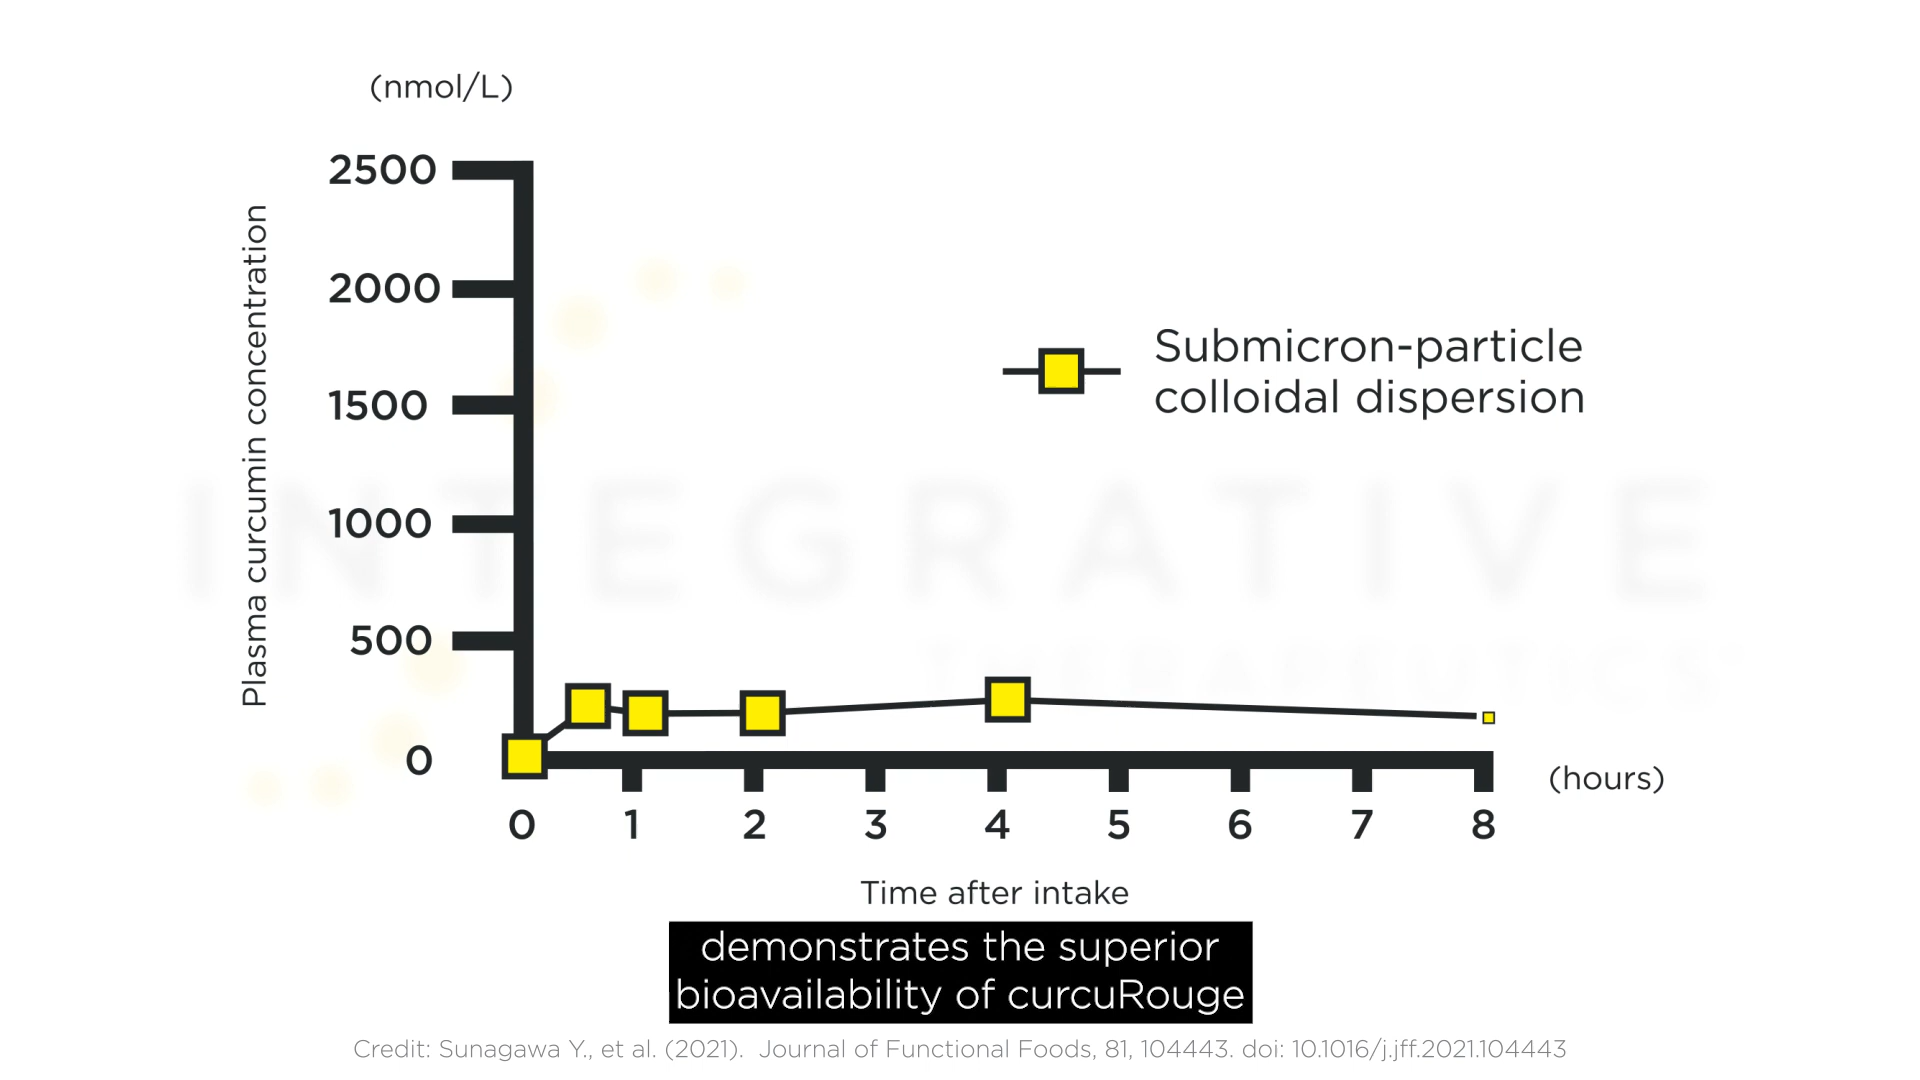 (nmol/L)
2500
2000
1500
1000
500
0
Plasma curcumin concentration
Submicron-particle
colloidal dispersion
0 1 2 3 4 5 6 7 8
(hours)
Time after intake
demonstrates the superior
bioavailability of curcuRouge
Credit: Sunagawa Y., et al. (2021). Journal of Functional Foods, 81, 104443. doi: 10.1016/j.jff.2021.104443
INTEGRATIVE
THERAPEUTICS